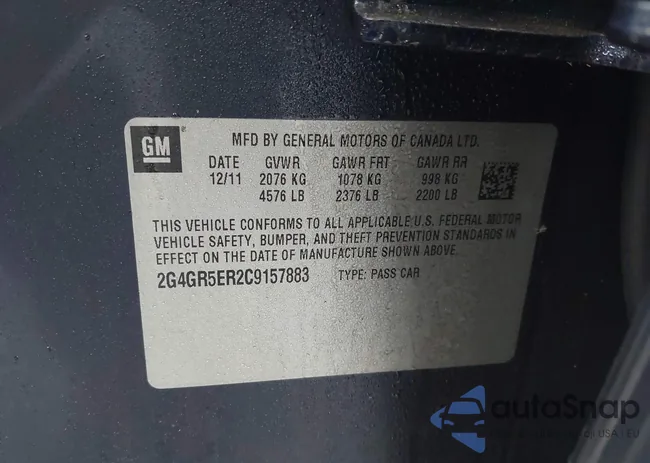 GM
MFD BY GENERAL MOTORS OF CANADA LTD.
DATE GVWR GAWR FRT GAWR RR
12/11 2076 KG 1078 KG 998 KG
4576 LB 2376 LB 2200 LB
THIS VEHICLE CONFORMS TO ALL APPLICABLE U.S. FEDERAL MOTOR
VEHICLE SAFETY, BUMPER, AND THEFT PREVENTION STANDARDS IN
EFFECT ON THE DATE OF MANUFACTURE SHOWN ABOVE.
2G4GR5ER2C9157883 TYPE: PASS CAR
autoSnap
USA - EU